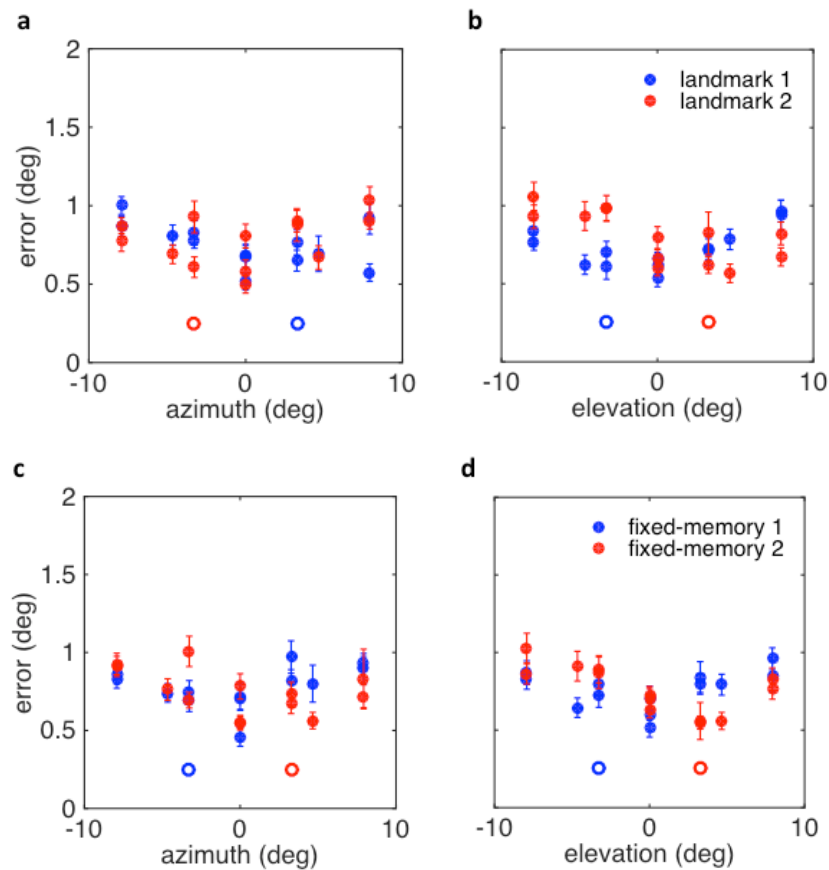 a
b
2
1.5
1
0.5
0
error (deg)
-10
0
10
azimuth (deg)
landmark 1
landmark 2
-10
0
10
elevation (deg)
c
d
2
1.5
1
0.5
0
error (deg)
-10
0
10
azimuth (deg)
fixed-memory 1
fixed-memory 2
-10
0
10
elevation (deg)